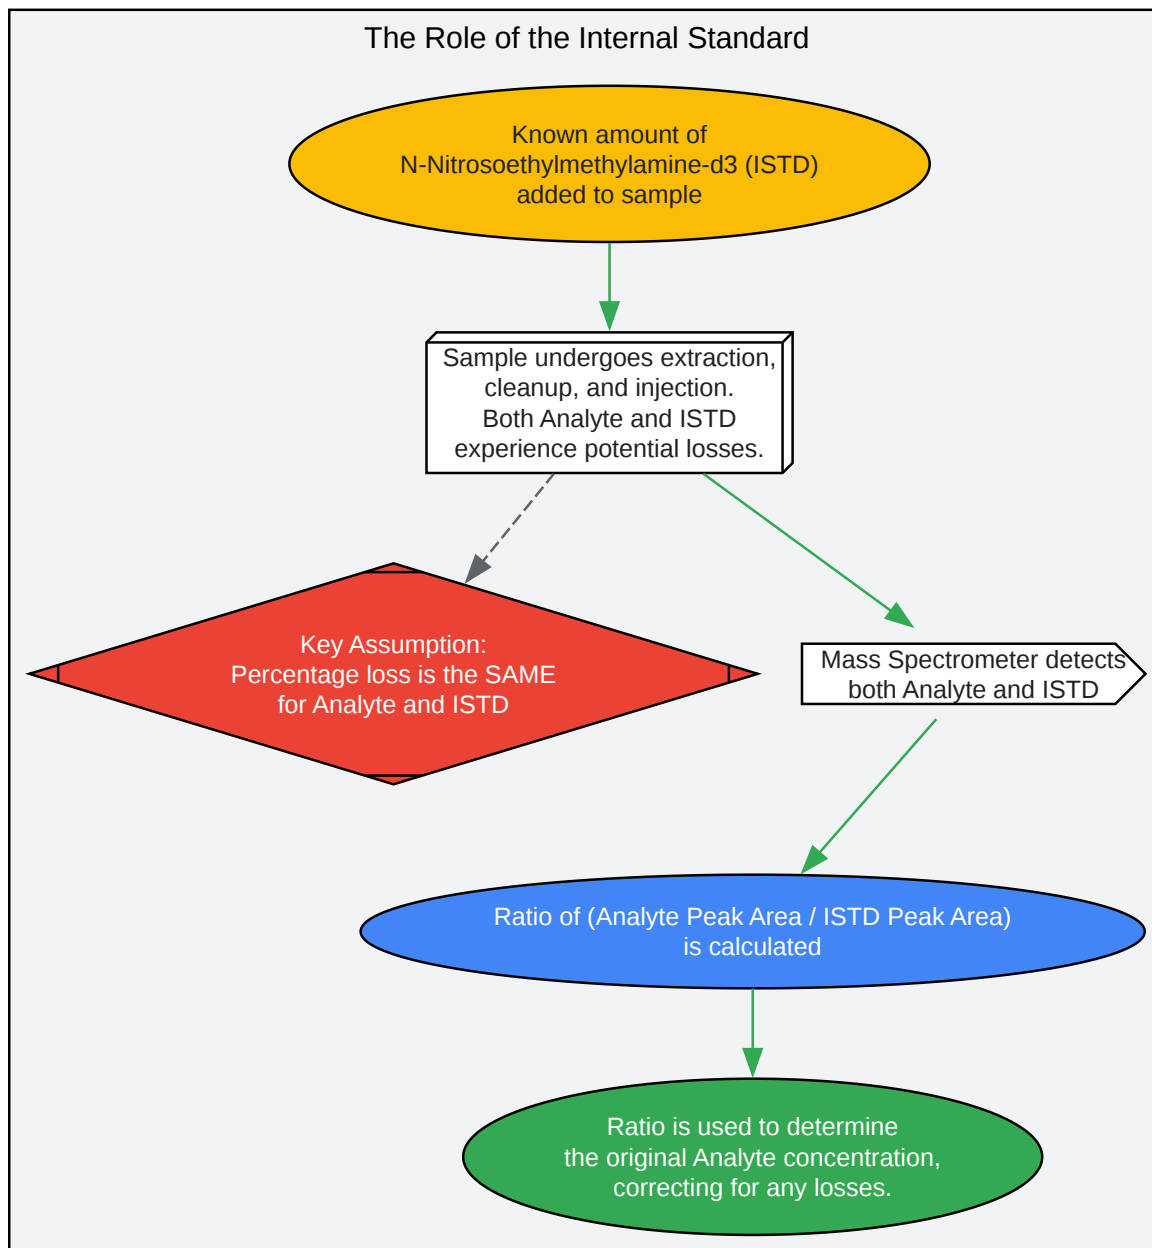 The Role of the Internal Standard
Known amount of
N-Nitrosoethylmethylamine-d3 (ISTD)
added to sample
Sample undergoes extraction,
cleanup, and injection.
Both Analyte and ISTD
experience potential losses.
Key Assumption:
Percentage loss is the SAME
for Analyte and ISTD
Mass Spectrometer detects
both Analyte and ISTD
Ratio of (Analyte Peak Area / ISTD Peak Area)
is calculated
Ratio is used to determine
the original Analyte concentration,
correcting for any losses.